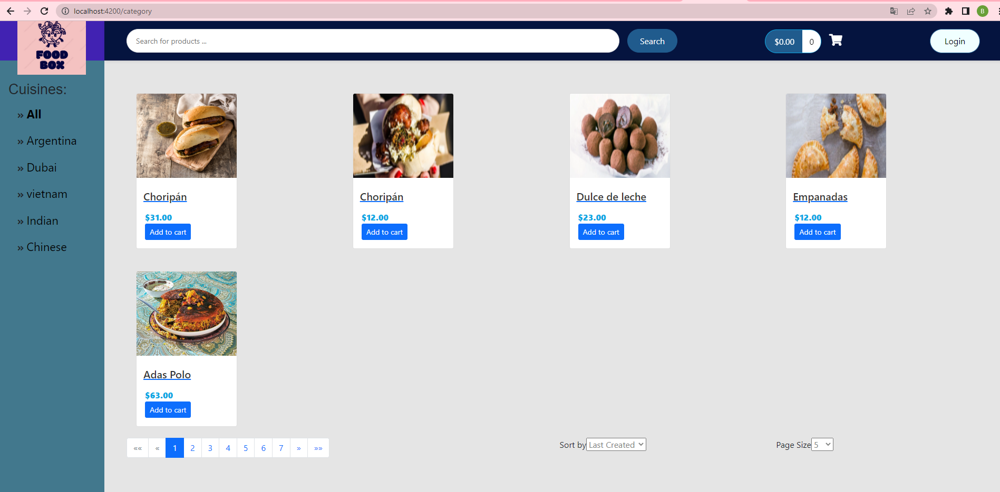 localhost:4200/category
B
FOOD
BOX
Search for products ...
Search
$0.00 0
Login
Cuisines:
» All
» Argentina
» Dubai
» vietnam
» Indian
» Chinese
Choripán
$31.00
Add to cart
Choripán
$12.00
Add to cart
Dulce de leche
$23.00
Add to cart
Empanadas
$12.00
Add to cart
Adas Polo
$63.00
Add to cart
«« « 1 2 3 4 5 6 7 » »»
Sort by Last Created
Page Size 5